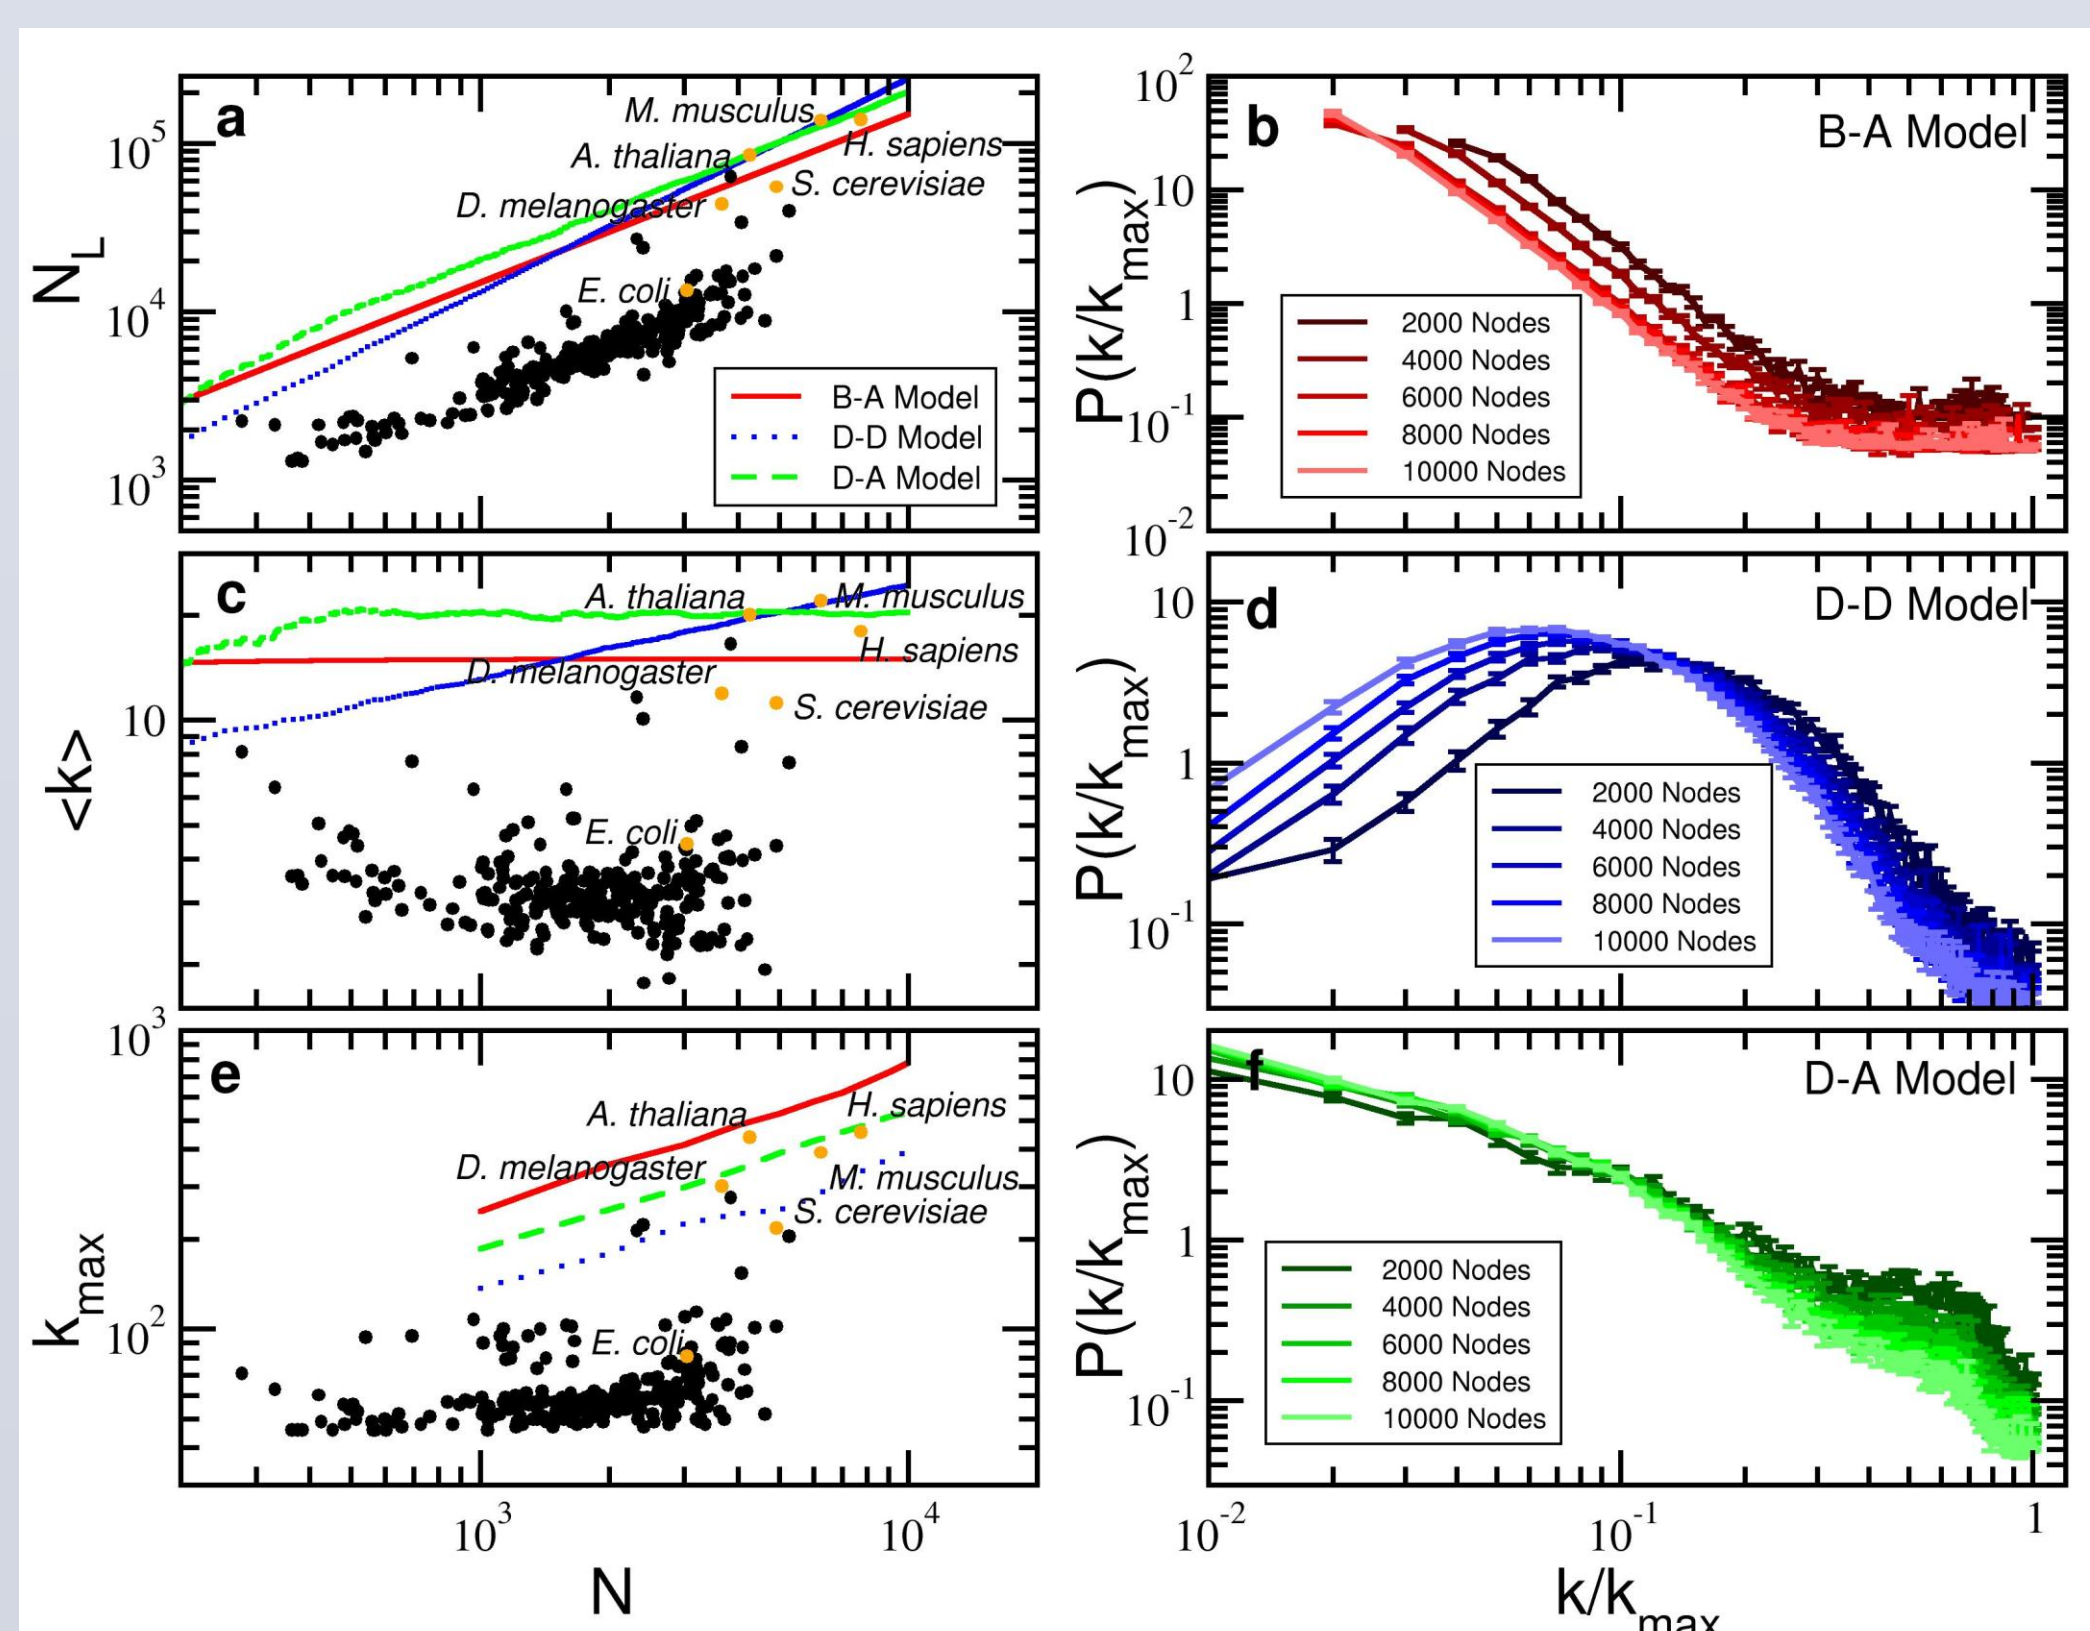 a
N_L
10^5
10^4
10^3
M. musculus
A. thaliana
H. sapiens
S. cerevisiae
D. melanogaster
E. coli
B-A Model
D-D Model
D-A Model
b
B-A Model
P(k/k_max)
10^2
10
1
10^-1
10^-2
2000 Nodes
4000 Nodes
6000 Nodes
8000 Nodes
10000 Nodes
c
<k>
10
A. thaliana
M. musculus
H. sapiens
D. melanogaster
S. cerevisiae
E. coli
d
D-D Model
P(k/k_max)
10
1
10^-1
2000 Nodes
4000 Nodes
6000 Nodes
8000 Nodes
10000 Nodes
e
k_max
10^3
10^2
A. thaliana
H. sapiens
D. melanogaster
M. musculus
S. cerevisiae
E. coli
10^3
10^4
N
f
D-A Model
P(k/k_max)
10
1
10^-1
2000 Nodes
4000 Nodes
6000 Nodes
8000 Nodes
10000 Nodes
10^-2
10^-1
1
k/k_max